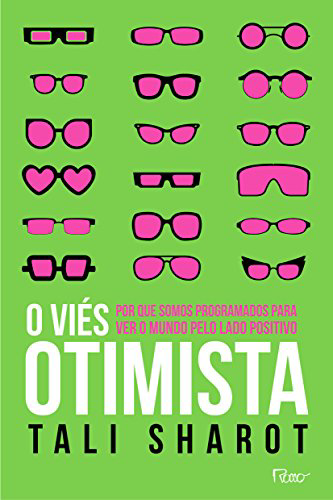 O VIÉS
POR QUE SOMOS PROGRAMADOS PARA
VER O MUNDO PELO LADO POSITIVO
OTIMISTA
TALI SHAROT
Rocco